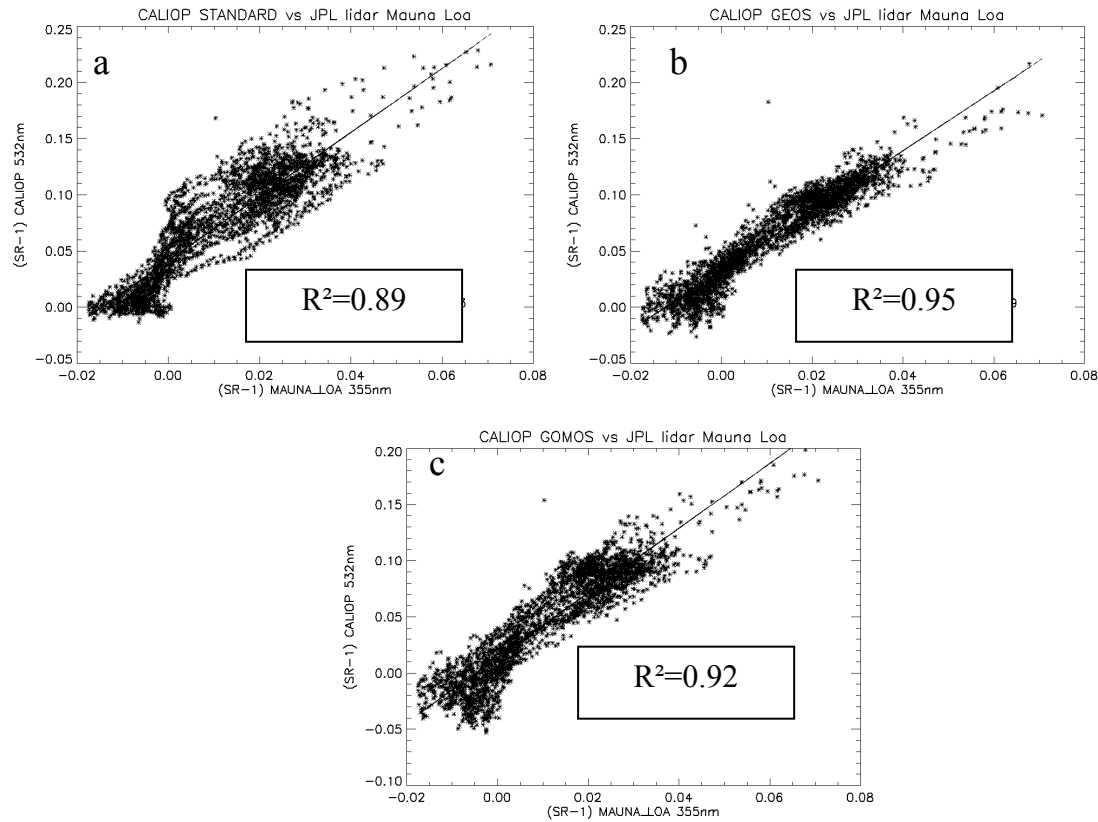 CALIOP STANDARD vs JPL lidar Mauna Loa
a
0.25
0.20
0.15
0.10
0.05
0.00
-0.05
(SR-1) CALIOP 532nm
R²=0.89
-0.02 0.00 0.02 0.04 0.06 0.08
(SR-1) MAUNA_LOA 355nm
CALIOP GEOS vs JPL lidar Mauna Loa
b
0.25
0.20
0.15
0.10
0.05
0.00
-0.05
(SR-1) CALIOP 532nm
R²=0.95
9
-0.02 0.00 0.02 0.04 0.06 0.08
(SR-1) MAUNA_LOA 355nm
CALIOP GOMOS vs JPL lidar Mauna Loa
c
0.20
0.15
0.10
0.05
0.00
-0.05
-0.10
(SR-1) CALIOP 532nm
R²=0.92
-0.02 0.00 0.02 0.04 0.06 0.08
(SR-1) MAUNA_LOA 355nm